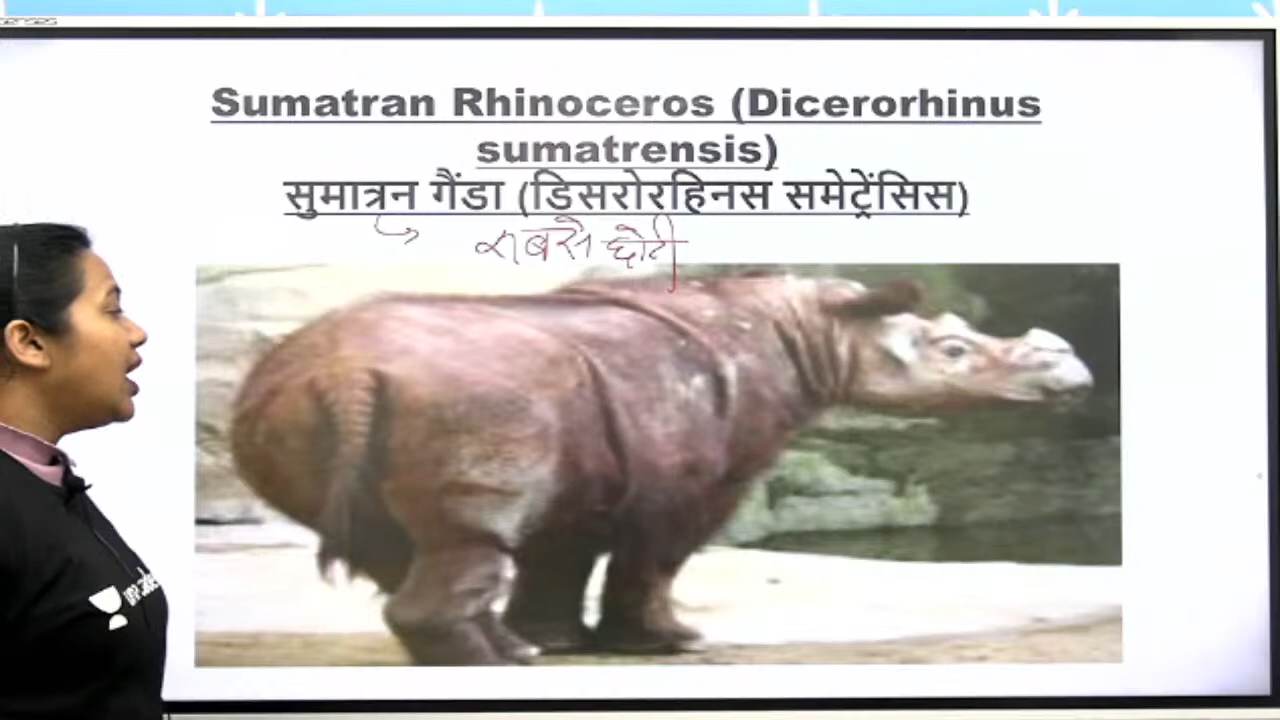 Sumatran Rhinoceros (Dicerorhinus
sumatrensis)
सुमात्रन गैंडा (डिसरोरहिनस समेट्रेंसिस)
सबसे छोटी